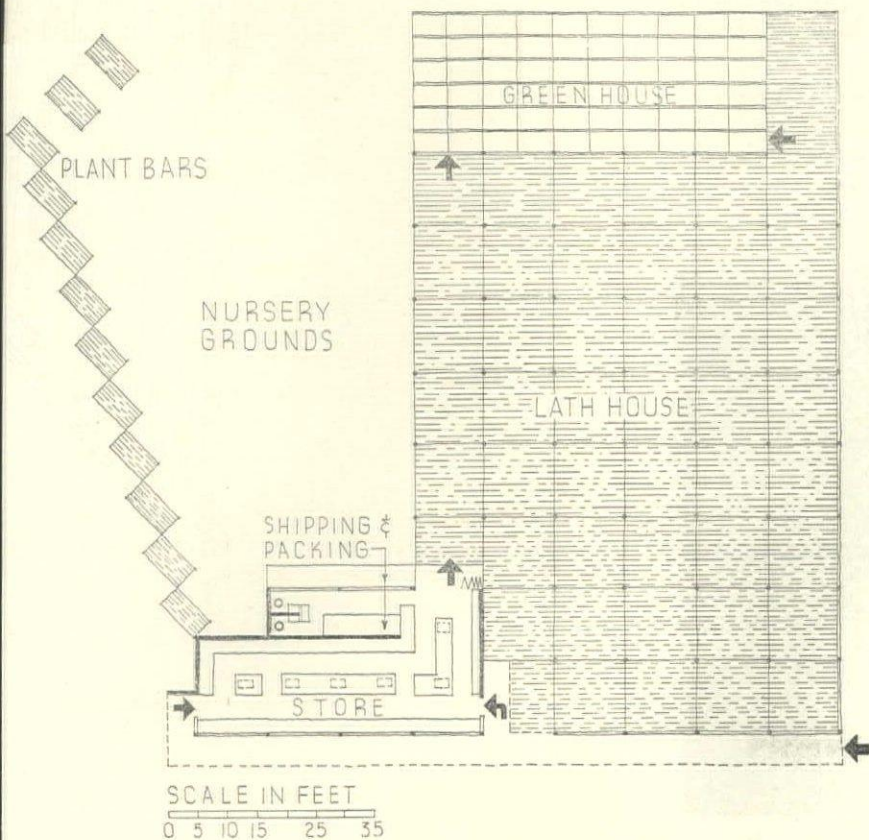 GREEN HOUSE
PLANT BARS
NURSERY
GROUNDS
LATH HOUSE
SHIPPING &
PACKING
STORE
SCALE IN FEET
0 5 10 15 25 35